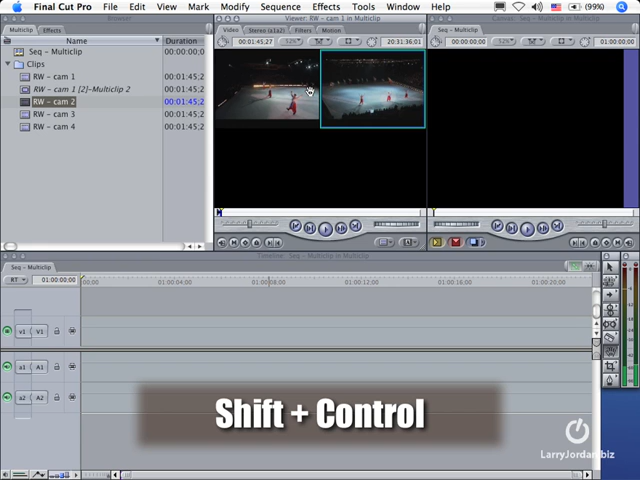 Final Cut Pro File Edit View Mark Modify Sequence Effects Tools Window Help (99%)
Browser
Viewer: RW - cam 1 in Multiclip
Canvas: Seq - Multiclip in Multiclip
Multiclip Effects
Video Stereo (a1a2) Filters Motion
Seq - Multiclip
Name Duration
00:01:45;27 20:31:36;01
00:00:00;00 01:00:00;00
Seq - Multiclip 00:00:00;0
Clips
RW - cam 1 00:01:45;2
RW - cam 1 [2]-Multiclip 2 00:01:45;2
RW - cam 2 00:01:45;2
RW - cam 3 00:01:45;2
RW - cam 4 00:01:45;2
Timeline: Seq - Multiclip in Multiclip
Seq - Multiclip
RT 01:00:00;00 00:00 01:00:04;00 01:00:08;00 01:00:12;00 01:00:16;00 01:00:20;00
v1 V1
a1 A1
a2 A2
Shift + Control
LarryJordan.biz